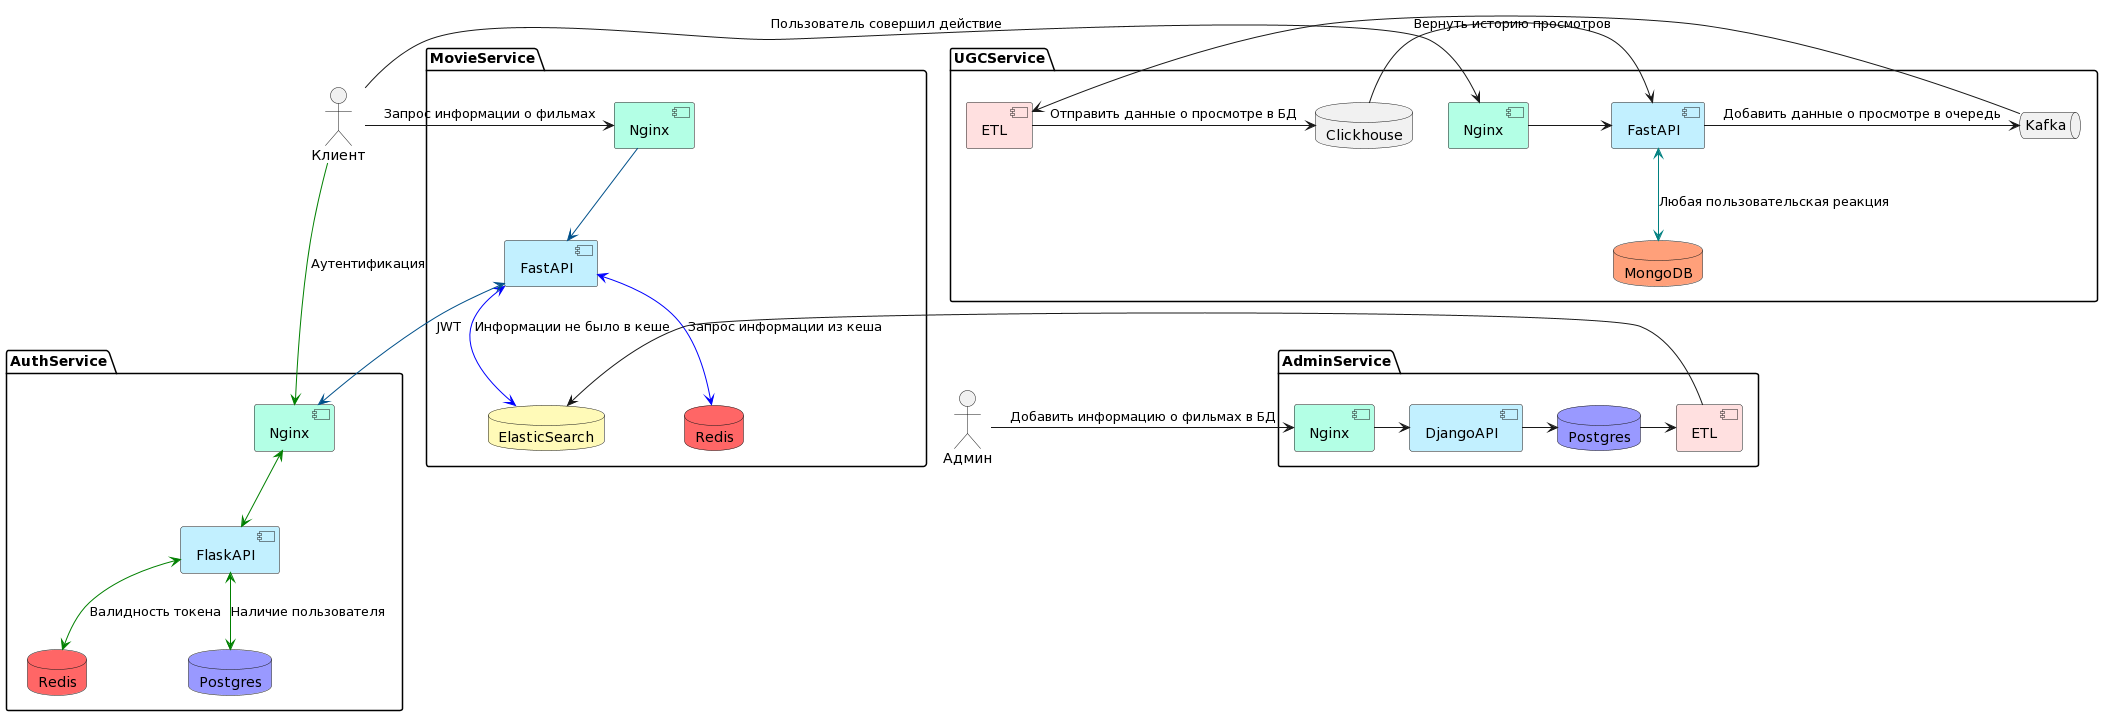 Пользователь совершил действие
Вернуть историю просмотров
MovieService
UGCService
Клиент
Запрос информации о фильмах
Nginx
ETL
Отправить данные о просмотре в БД
Clickhouse
Nginx
FastAPI
Добавить данные о просмотре в очередь
Kafka
Любая пользовательская реакция
MongoDB
Аутентификация
FastAPI
JWT
Информации не было в кеше
Запрос информации из кеша
ElasticSearch
Redis
AuthService
Nginx
FlaskAPI
Валидность токена
Наличие пользователя
Redis
Postgres
AdminService
Админ
Добавить информацию о фильмах в БД
Nginx
DjangoAPI
Postgres
ETL